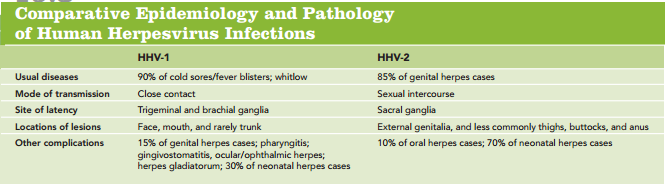 Comparative Epidemiology and Pathology
of Human Herpesvirus Infections
HHV-1 HHV-2
Usual diseases 90% of cold sores/fever blisters; whitlow 85% of genital herpes cases
Mode of transmission Close contact Sexual intercourse
Site of latency Trigeminal and brachial ganglia Sacral ganglia
Locations of lesions Face, mouth, and rarely trunk External genitalia, and less commonly thighs, buttocks, and anus
Other complications 15% of genital herpes cases; pharyngitis; 10% of oral herpes cases; 70% of neonatal herpes cases
gingivostomatitis, ocular/ophthalmic herpes;
herpes gladiatorum; 30% of neonatal herpes cases